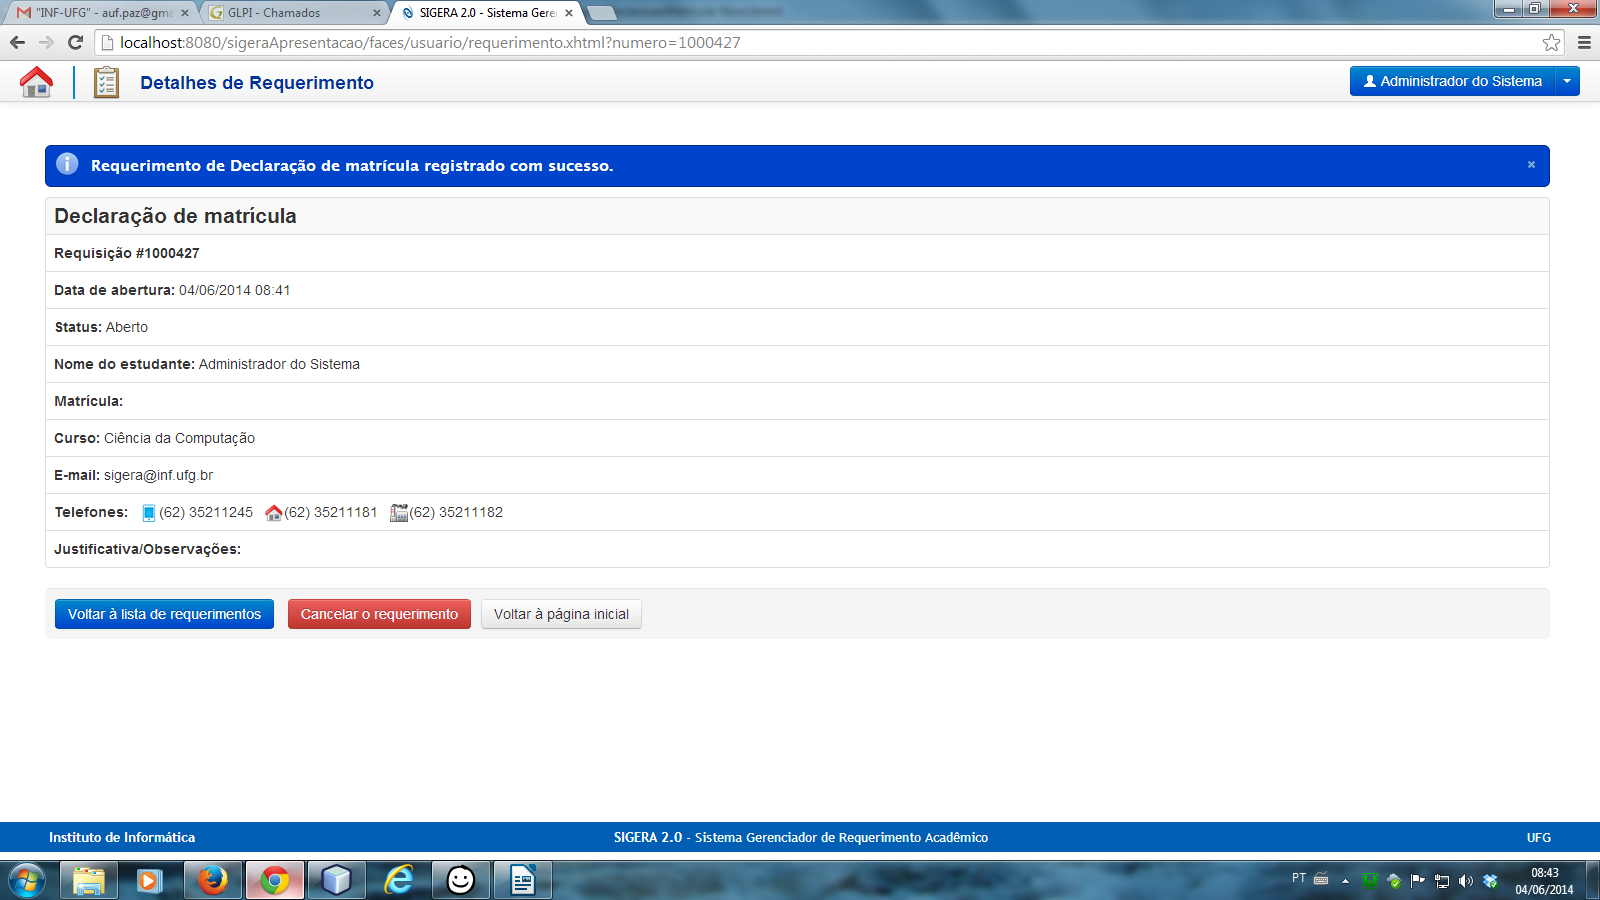 "INF-UFG" - auf.paz@gma
GLPI - Chamados
SIGERA 2.0 - Sistema Geren
localhost:8080/sigeraApresentacao/faces/usuario/requerimento.xhtml?numero=1000427
Detalhes de Requerimento
Administrador do Sistema
Requerimento de Declaração de matrícula registrado com sucesso.
Declaração de matrícula
Requisição #1000427
Data de abertura: 04/06/2014 08:41
Status: Aberto
Nome do estudante: Administrador do Sistema
Matrícula:
Curso: Ciência da Computação
E-mail: sigera@inf.ufg.br
Telefones: (62) 35211245 (62) 35211181 (62) 35211182
Justificativa/Observações:
Voltar à lista de requerimentos Cancelar o requerimento Voltar à página inicial
Instituto de Informática SIGERA 2.0 - Sistema Gerenciador de Requerimento Acadêmico UFG
PT
08:43
04/06/2014